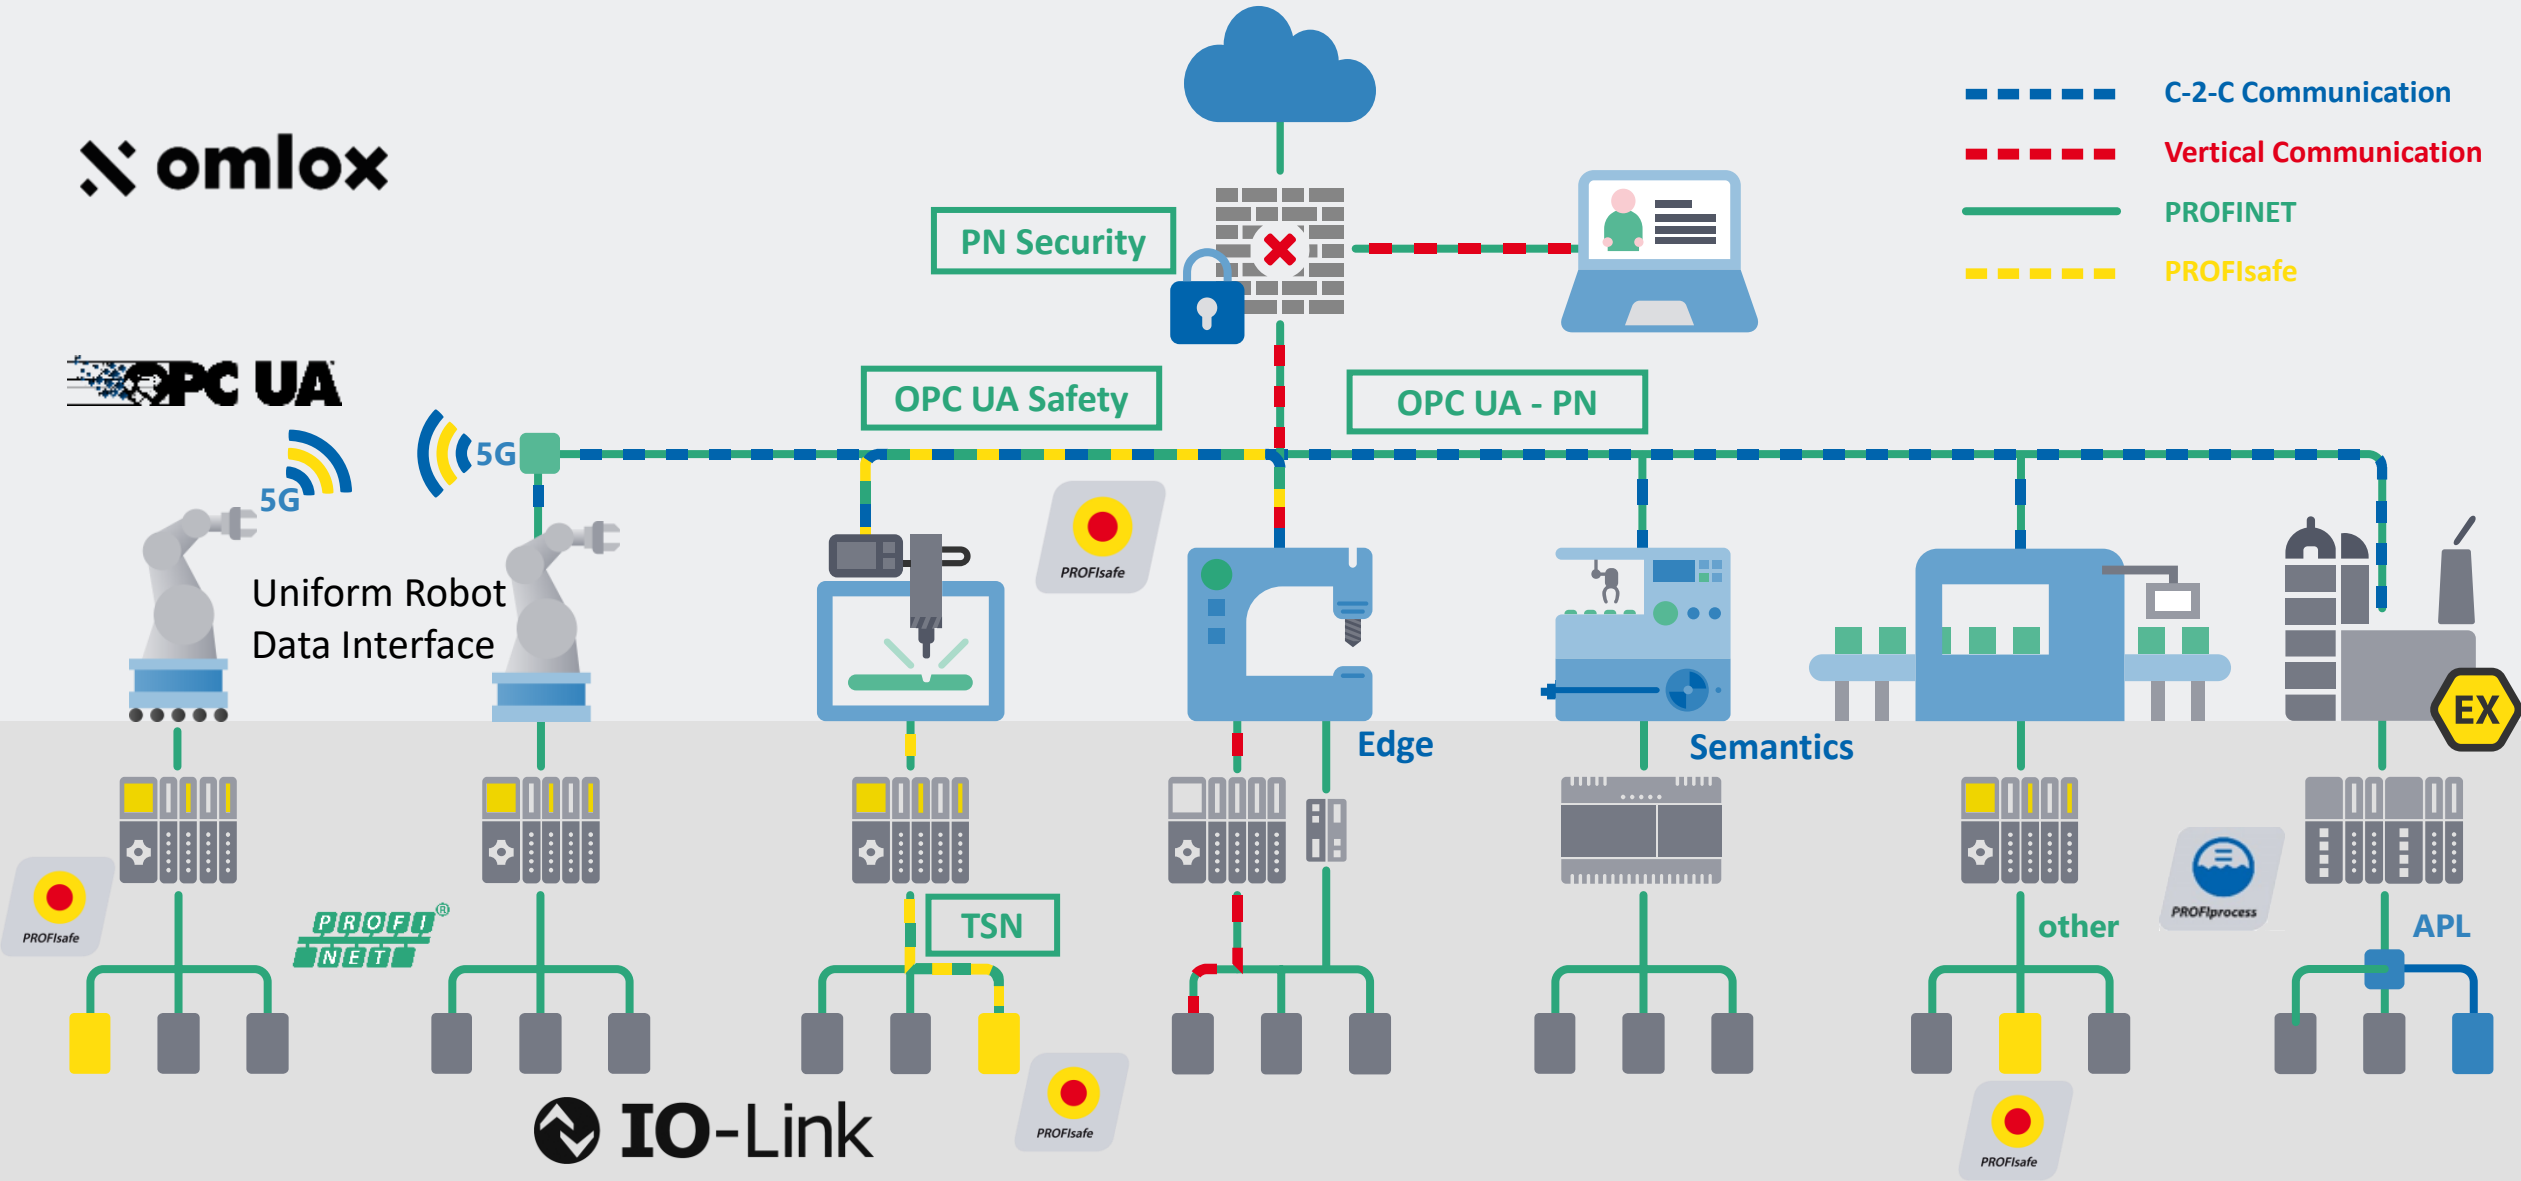 C-2-C Communication
omlox
Vertical Communication
PROFINET
PN Security
PROFIsafe
OPC UA
OPC UA Safety
OPC UA - PN
5G
5G
PROFIsafe
Uniform Robot
Data Interface
EX
Edge
Semantics
PROFIsafe
PROFI®
NET
TSN
other
PROFIprocess
APL
IO-Link
PROFIsafe
PROFIsafe